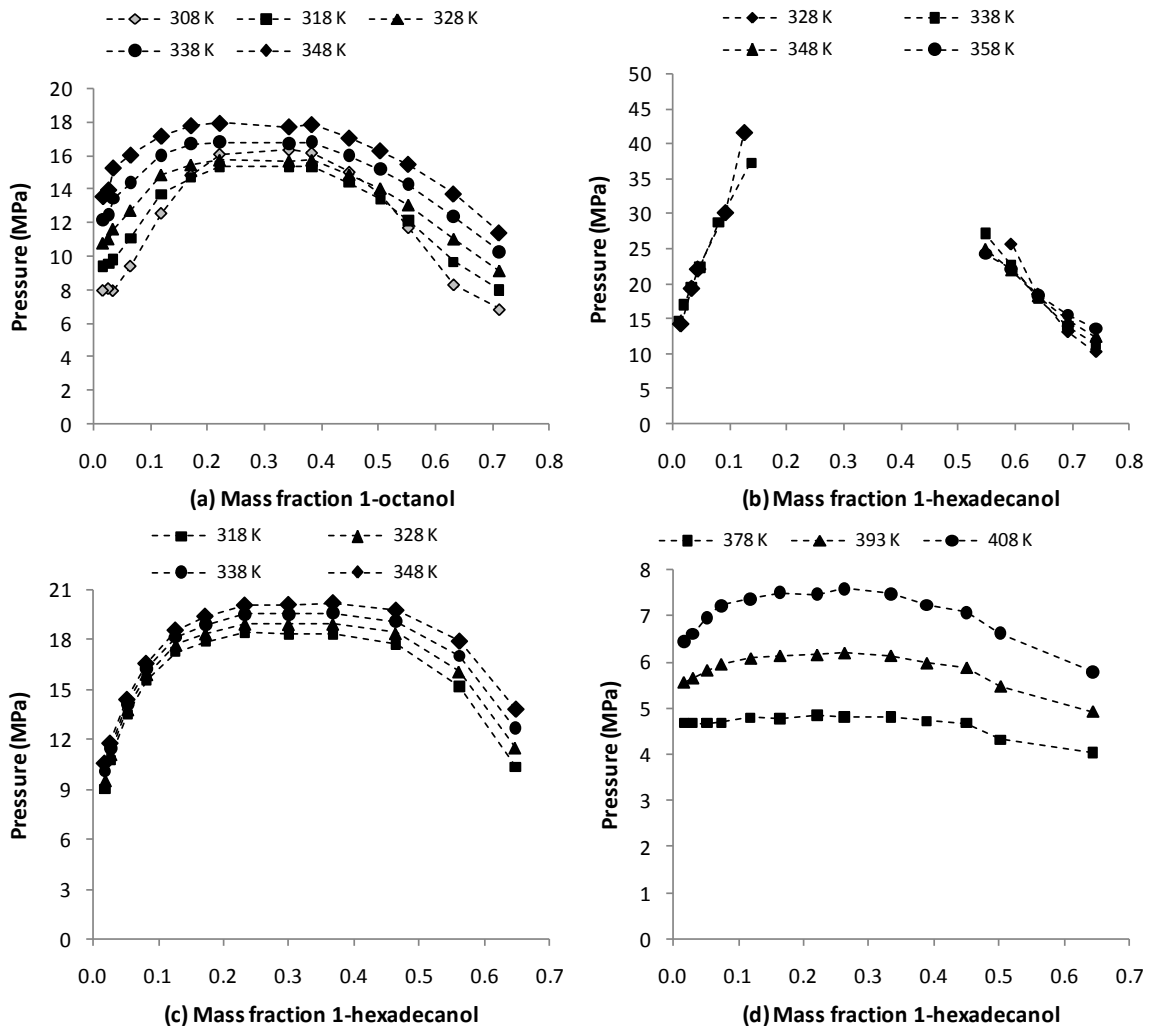 308 K 318 K 328 K
338 K 348 K
20
18
16
14
12
10
8
6
4
2
0
Pressure (MPa)
0.0 0.1 0.2 0.3 0.4 0.5 0.6 0.7 0.8
(a) Mass fraction 1-octanol
328 K 338 K
348 K 358 K
50
45
40
35
30
25
20
15
10
5
0
Pressure (MPa)
0.0 0.1 0.2 0.3 0.4 0.5 0.6 0.7 0.8
(b) Mass fraction 1-hexadecanol
318 K 328 K
338 K 348 K
21
18
15
12
9
6
3
0
Pressure (MPa)
0.0 0.1 0.2 0.3 0.4 0.5 0.6 0.7
(c) Mass fraction 1-hexadecanol
378 K 393 K 408 K
8
7
6
5
4
3
2
1
0
Pressure (MPa)
0.0 0.1 0.2 0.3 0.4 0.5 0.6 0.7
(d) Mass fraction 1-hexadecanol